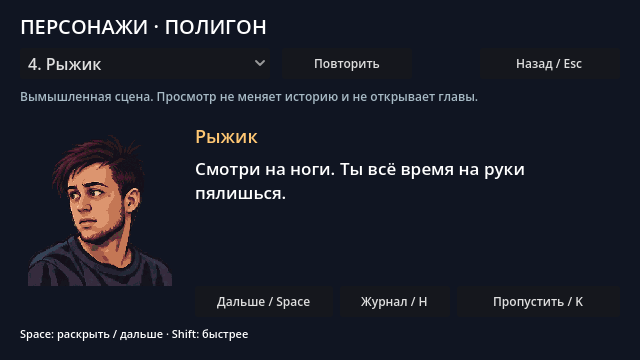 ПЕРСОНАЖИ · ПОЛИГОН
4. Рыжик
Повторить
Назад / Esc
Вымышленная сцена. Просмотр не меняет историю и не открывает главы.
Рыжик
Смотри на ноги. Ты всё время на руки
пялишься.
Дальше / Space
Журнал / H
Пропустить / K
Space: раскрыть / дальше · Shift: быстрее